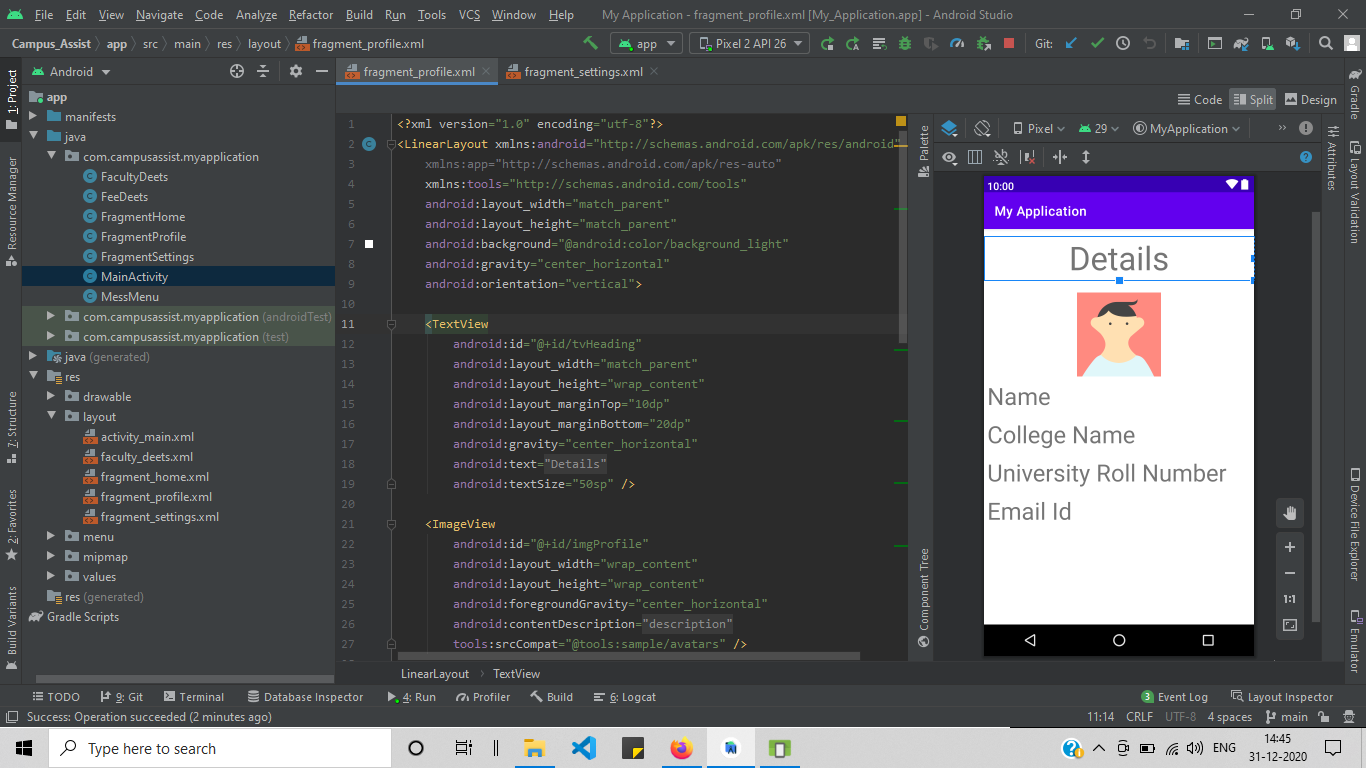 File Edit View Navigate Code Analyze Refactor Build Run Tools VCS Window Help My Application - fragment_profile.xml [My_Application.app] - Android Studio
Campus_Assist app src main res layout fragment_profile.xml app Pixel 2 API 26 Git:
Android fragment_profile.xml fragment_settings.xml
Code Split Design
1: Project
Resource Manager
7: Structure
2: Favorites
Build Variants
app
manifests
java
com.campusassist.myapplication
FacultyDeets
FeeDeets
FragmentHome
FragmentProfile
FragmentSettings
MainActivity
MessMenu
com.campusassist.myapplication (androidTest)
com.campusassist.myapplication (test)
java (generated)
res
drawable
layout
activity_main.xml
faculty_deets.xml
fragment_home.xml
fragment_profile.xml
fragment_settings.xml
menu
mipmap
values
res (generated)
Gradle Scripts
1 <?xml version="1.0" encoding="utf-8"?>
2 <LinearLayout xmlns:android="http://schemas.android.com/apk/res/android"
3 xmlns:app="http://schemas.android.com/apk/res-auto"
4 xmlns:tools="http://schemas.android.com/tools"
5 android:layout_width="match_parent"
6 android:layout_height="match_parent"
7 android:background="@android:color/background_light"
8 android:gravity="center_horizontal"
9 android:orientation="vertical">
10
11 <TextView
12 android:id="@+id/tvHeading"
13 android:layout_width="match_parent"
14 android:layout_height="wrap_content"
15 android:layout_marginTop="10dp"
16 android:layout_marginBottom="20dp"
17 android:gravity="center_horizontal"
18 android:text="Details"
19 android:textSize="50sp" />
20
21 <ImageView
22 android:id="@+id/imgProfile"
23 android:layout_width="wrap_content"
24 android:layout_height="wrap_content"
25 android:foregroundGravity="center_horizontal"
26 android:contentDescription="description"
27 tools:srcCompat="@tools:sample/avatars" />
LinearLayout TextView
Palette
Component Tree
Pixel 29 MyApplication
10:00
My Application
Details
Name
College Name
University Roll Number
Email Id
1:1
Attributes
Gradle
Layout Validation
Device File Explorer
Emulator
TODO 9: Git Terminal Database Inspector 4: Run Profiler Build 6: Logcat 3 Event Log Layout Inspector
Success: Operation succeeded (2 minutes ago) 11:14 CRLF UTF-8 4 spaces main
Type here to search ENG 14:45
31-12-2020